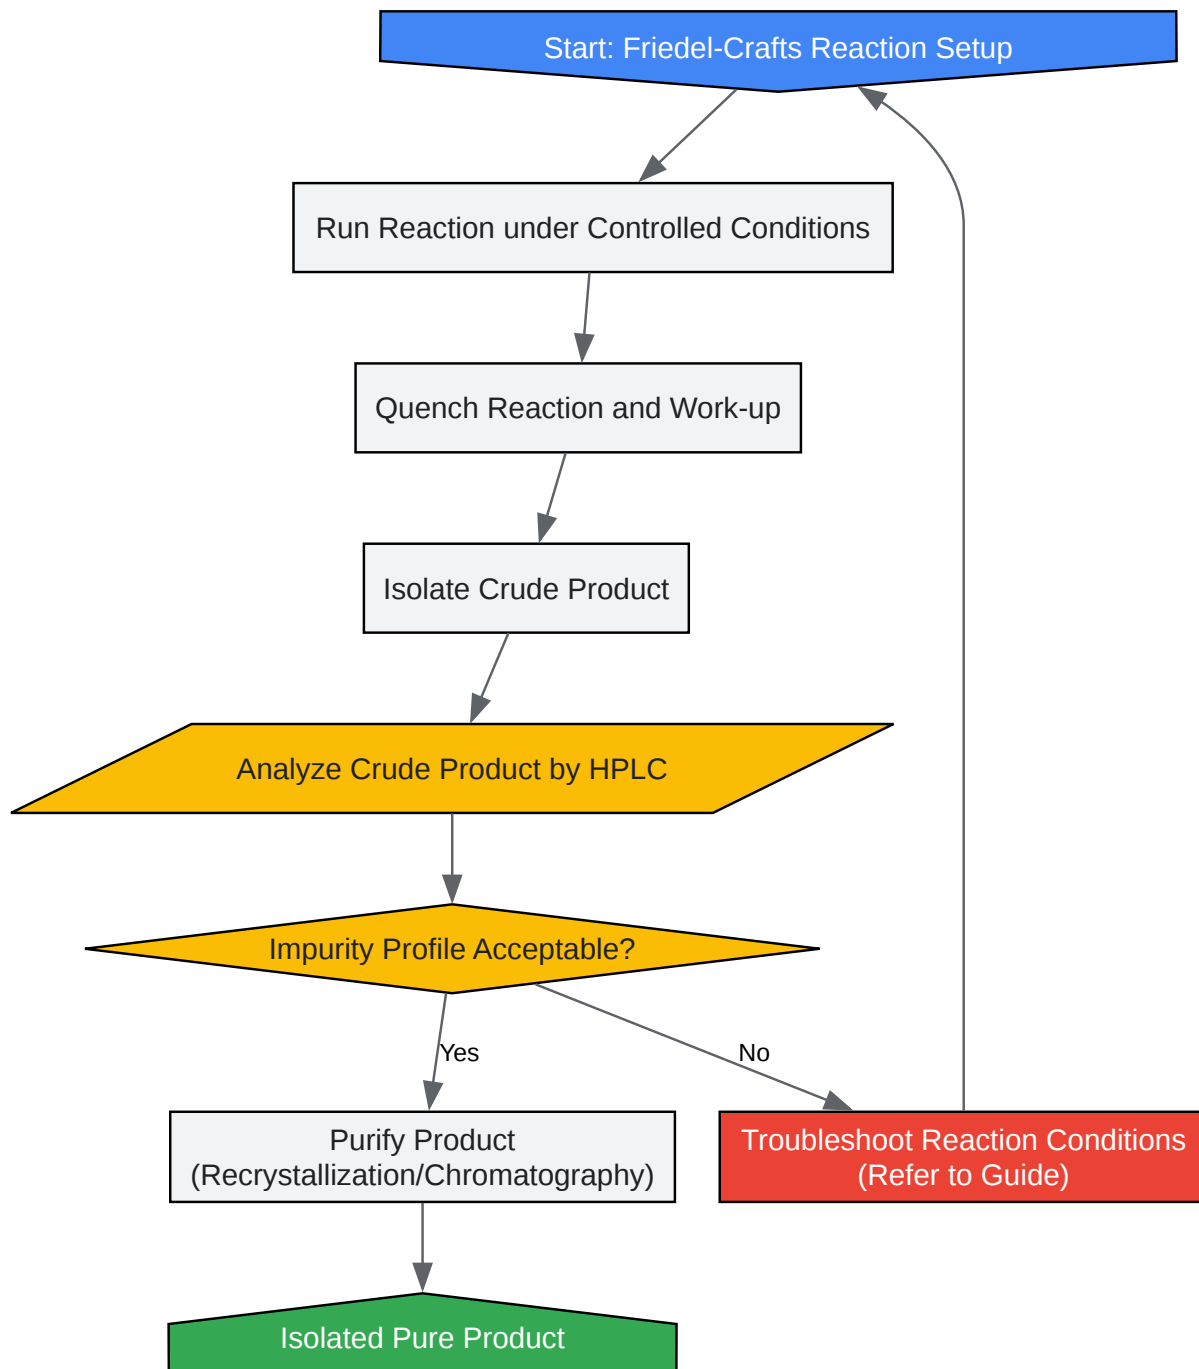 Start: Friedel-Crafts Reaction Setup
Run Reaction under Controlled Conditions
Quench Reaction and Work-up
Isolate Crude Product
Analyze Crude Product by HPLC
Impurity Profile Acceptable?
Yes
No
Purify Product
(Recrystallization/Chromatography)
Troubleshoot Reaction Conditions
(Refer to Guide)
Isolated Pure Product